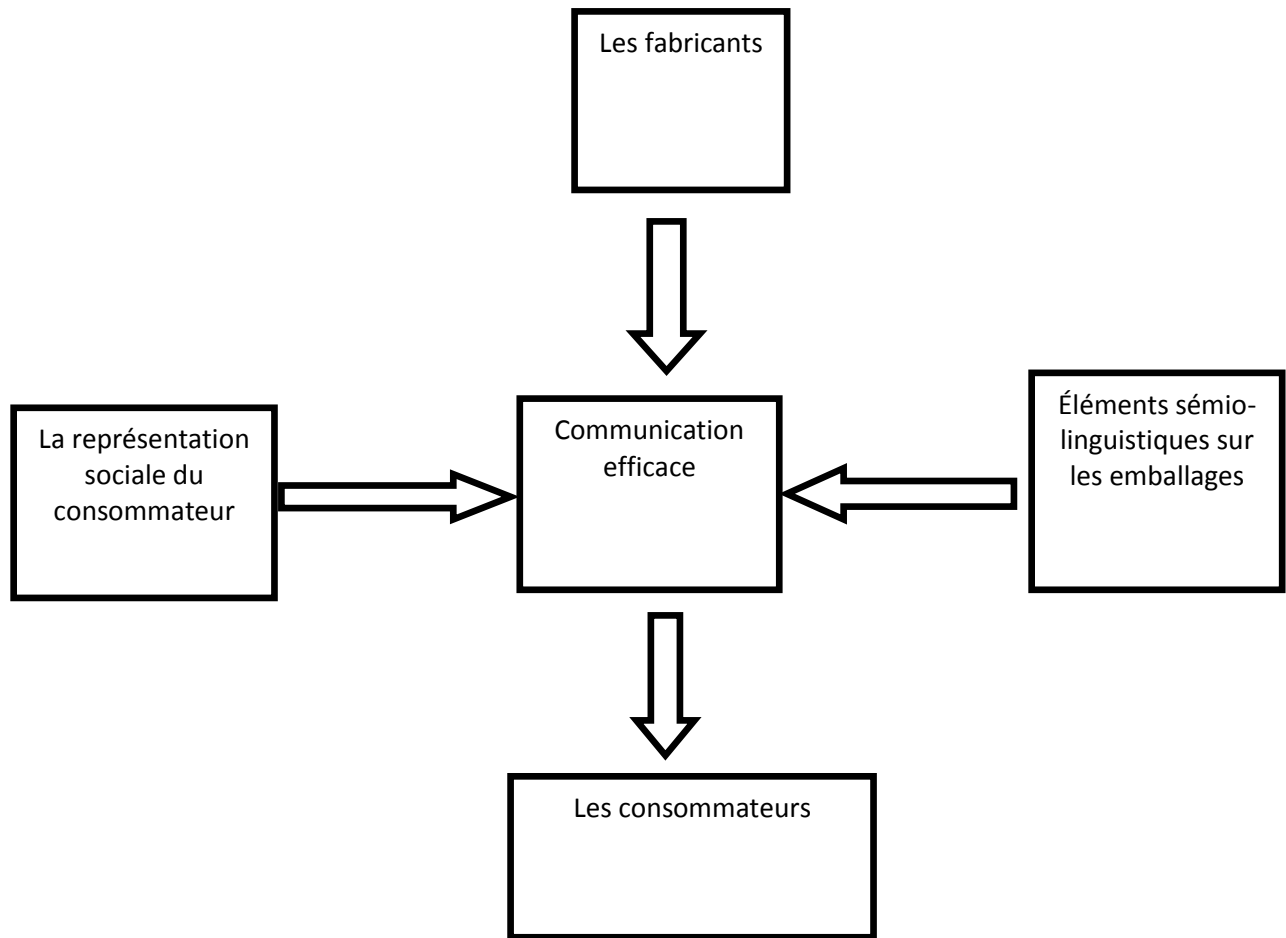 Les fabricants
La représentation
sociale du
consommateur
Communication
efficace
Éléments sémio-
linguistiques sur
les emballages
Les consommateurs